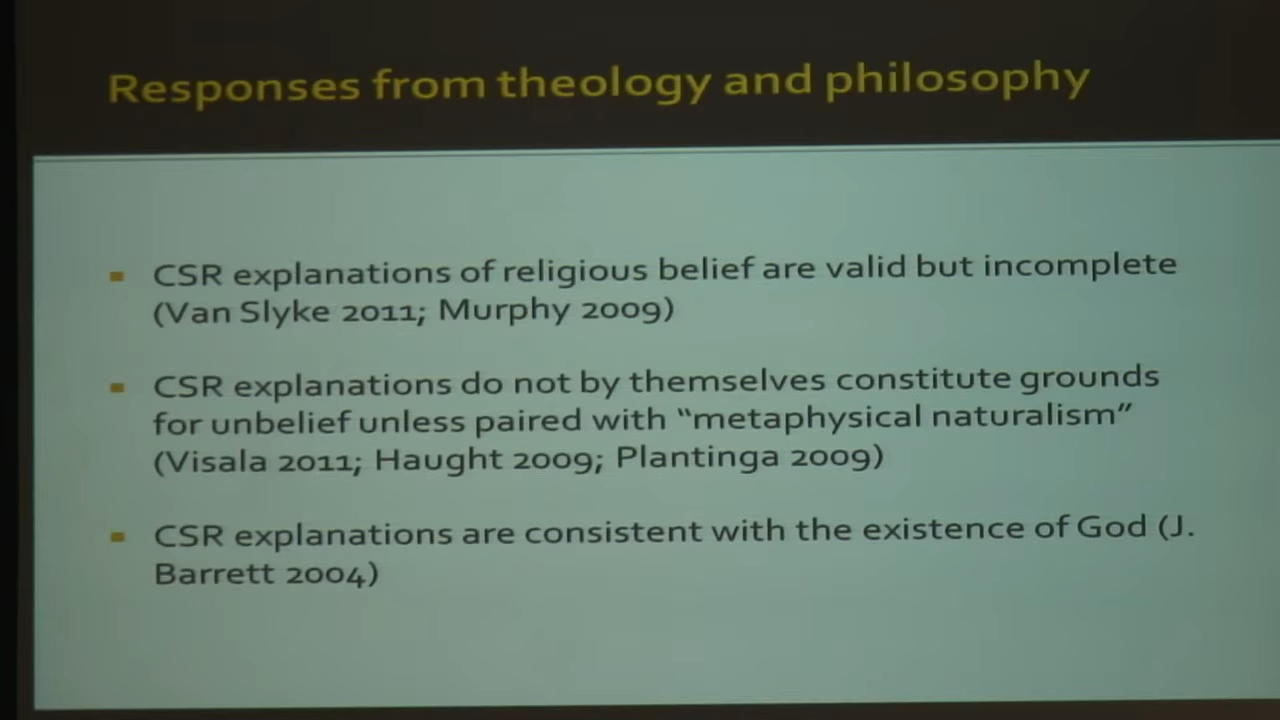 Responses from theology and philosophy
CSR explanations of religious belief are valid but incomplete
(Van Slyke 2011; Murphy 2009)
CSR explanations do not by themselves constitute grounds
for unbelief unless paired with “metaphysical naturalism”
(Visala 2011; Haught 2009; Plantinga 2009)
CSR explanations are consistent with the existence of God (J.
Barrett 2004)